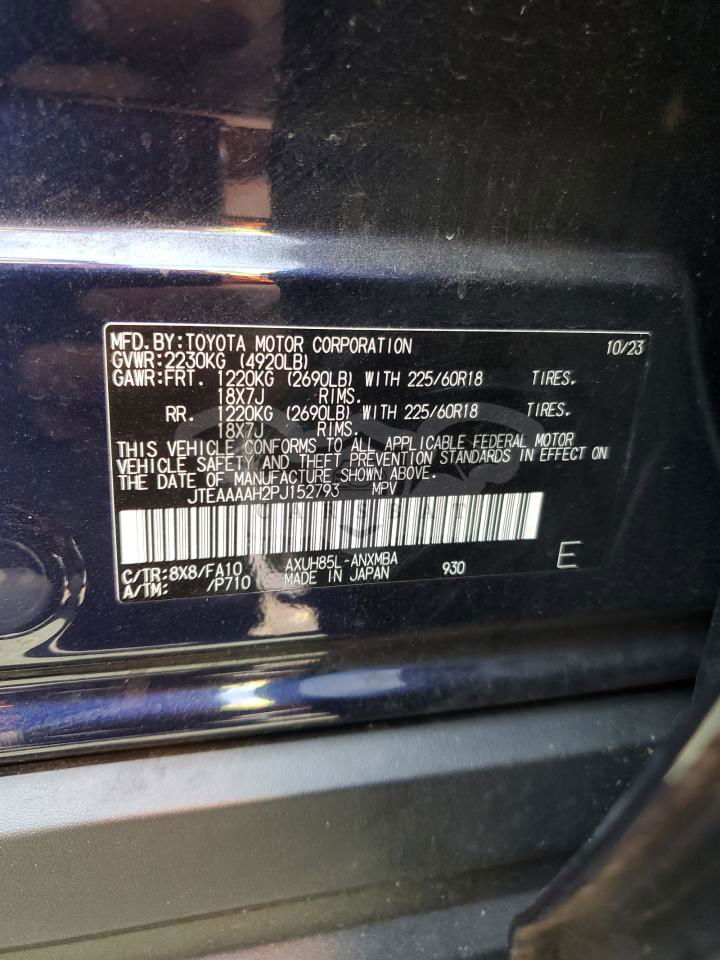 MFD.BY:TOYOTA MOTOR CORPORATION 10/23
GVWR:2230KG (4920LB)
GAWR:FRT. 1220KG (2690LB) WITH 225/60R18 TIRES.
18X7J RIMS.
RR. 1220KG (2690LB) WITH 225/60R18 TIRES.
18X7J RIMS.
THIS VEHICLE CONFORMS TO ALL APPLICABLE FEDERAL MOTOR
VEHICLE SAFETY AND THEFT PREVENTION STANDARDS IN EFFECT ON
THE DATE OF MANUFACTURE SHOWN ABOVE.
JTEAAAAH2PJ152793 MPV
C/TR:8X8/FA10 AXUH85L-ANXMBA 930 E
A/TM: /P710 MADE IN JAPAN